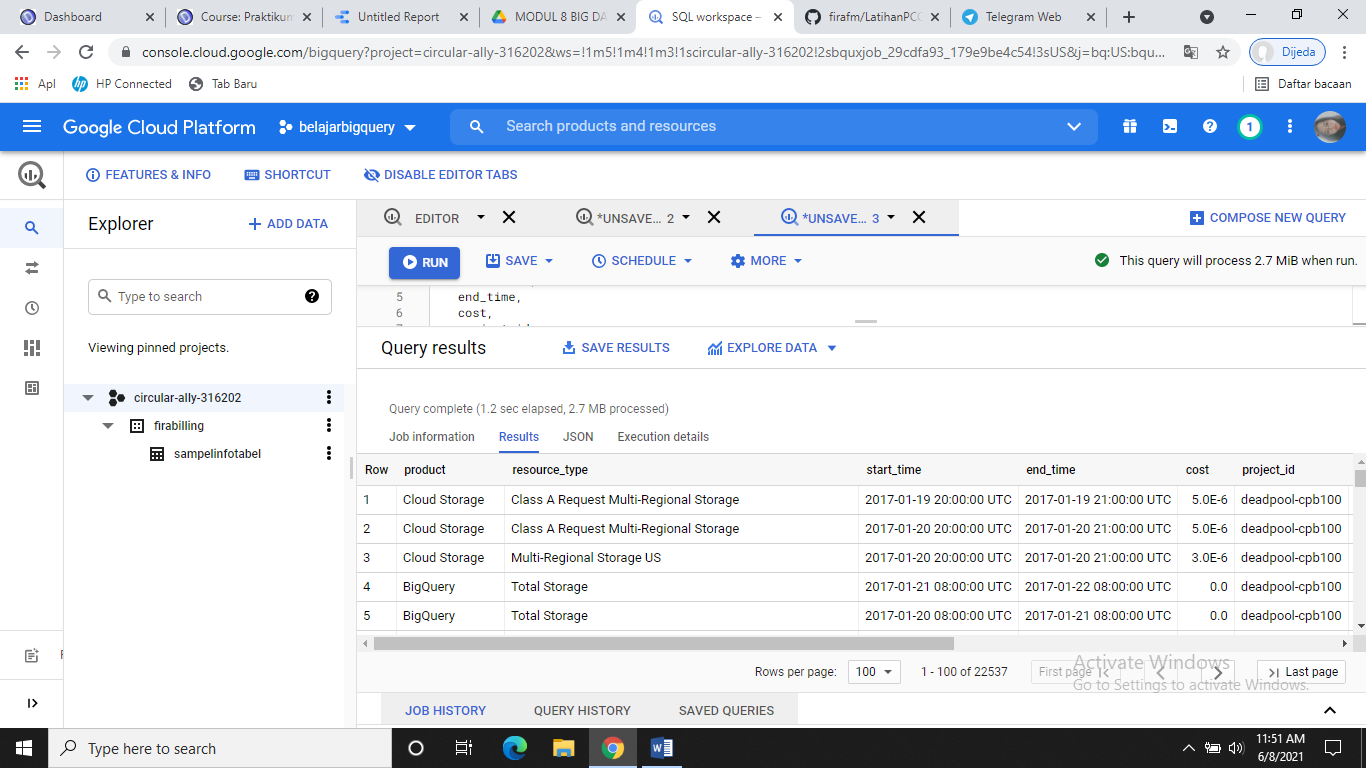 Dashboard
Course: Praktikum
Untitled Report
MODUL 8 BIG DA
SQL workspace –
firafm/LatihanPCC
Telegram Web
console.cloud.google.com/bigquery?project=circular-ally-316202&ws=!1m5!1m4!1m3!1scircular-ally-316202!2sbquxjob_29cdfa93_179e9be4c54!3sUS&j=bq:US:bqu...
Dijeda
Apl
HP Connected
Tab Baru
Daftar bacaan
Google Cloud Platform
belajarbigquery
Search products and resources
1
FEATURES & INFO
SHORTCUT
DISABLE EDITOR TABS
Explorer
+ ADD DATA
EDITOR
*UNSAVE... 2
*UNSAVE... 3
COMPOSE NEW QUERY
RUN
SAVE
SCHEDULE
MORE
This query will process 2.7 MiB when run.
Type to search
5 end_time,
6 cost,
Viewing pinned projects.
Query results
SAVE RESULTS
EXPLORE DATA
circular-ally-316202
firabilling
sampelinfotabel
Query complete (1.2 sec elapsed, 2.7 MB processed)
Job information
Results
JSON
Execution details
Row product resource_type start_time end_time cost project_id
1 Cloud Storage Class A Request Multi-Regional Storage 2017-01-19 20:00:00 UTC 2017-01-19 21:00:00 UTC 5.0E-6 deadpool-cpb100
2 Cloud Storage Class A Request Multi-Regional Storage 2017-01-20 20:00:00 UTC 2017-01-20 21:00:00 UTC 5.0E-6 deadpool-cpb100
3 Cloud Storage Multi-Regional Storage US 2017-01-20 20:00:00 UTC 2017-01-20 21:00:00 UTC 3.0E-6 deadpool-cpb100
4 BigQuery Total Storage 2017-01-21 08:00:00 UTC 2017-01-22 08:00:00 UTC 0.0 deadpool-cpb100
5 BigQuery Total Storage 2017-01-20 08:00:00 UTC 2017-01-21 08:00:00 UTC 0.0 deadpool-cpb100
Rows per page: 100 1 - 100 of 22537 First page Last page
Activate Windows
Go to Settings to activate Windows.
JOB HISTORY
QUERY HISTORY
SAVED QUERIES
Type here to search
11:51 AM
6/8/2021